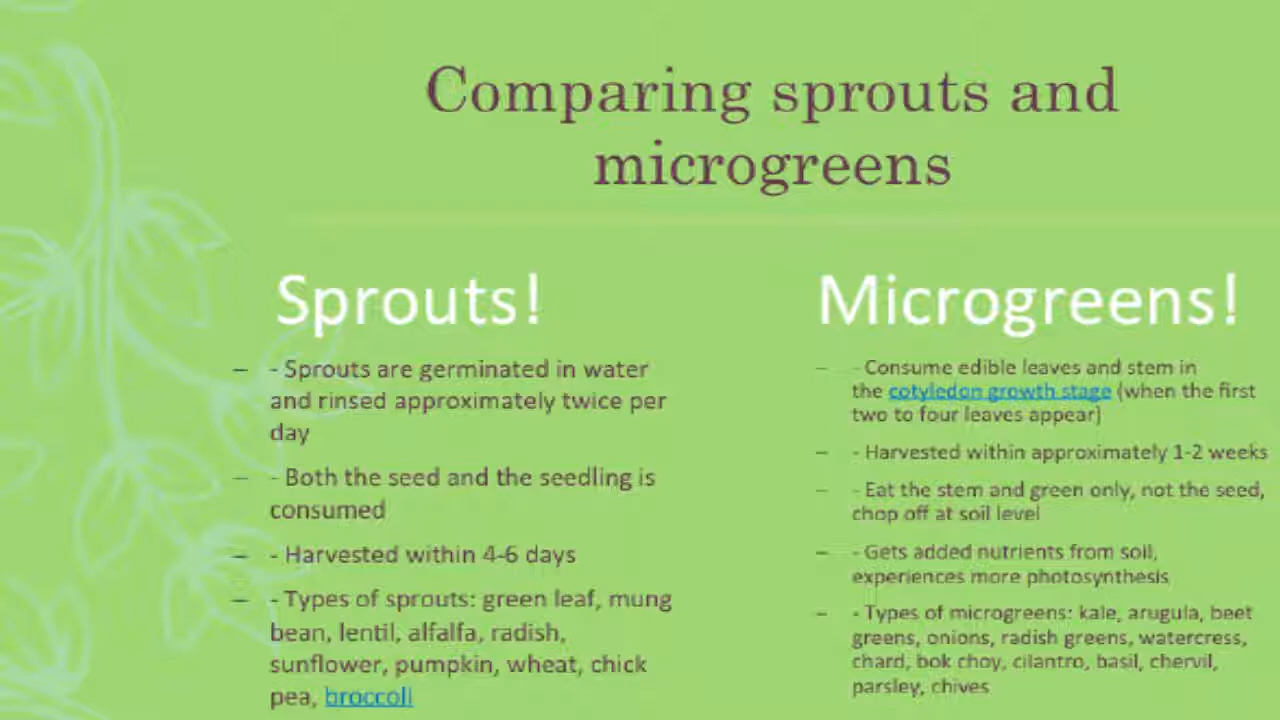 Comparing sprouts and
microgreens
Sprouts!
– - Sprouts are germinated in water
and rinsed approximately twice per
day
– - Both the seed and the seedling is
consumed
– - Harvested within 4-6 days
– - Types of sprouts: green leaf, mung
bean, lentil, alfalfa, radish,
sunflower, pumpkin, wheat, chick
pea, broccoli
Microgreens!
– - Consume edible leaves and stem in
the cotyledon growth stage (when the first
two to four leaves appear)
– - Harvested within approximately 1-2 weeks
– - Eat the stem and green only, not the seed,
chop off at soil level
– - Gets added nutrients from soil,
experiences more photosynthesis
– - Types of microgreens: kale, arugula, beet
greens, onions, radish greens, watercress,
chard, bok choy, cilantro, basil, chervil,
parsley, chives